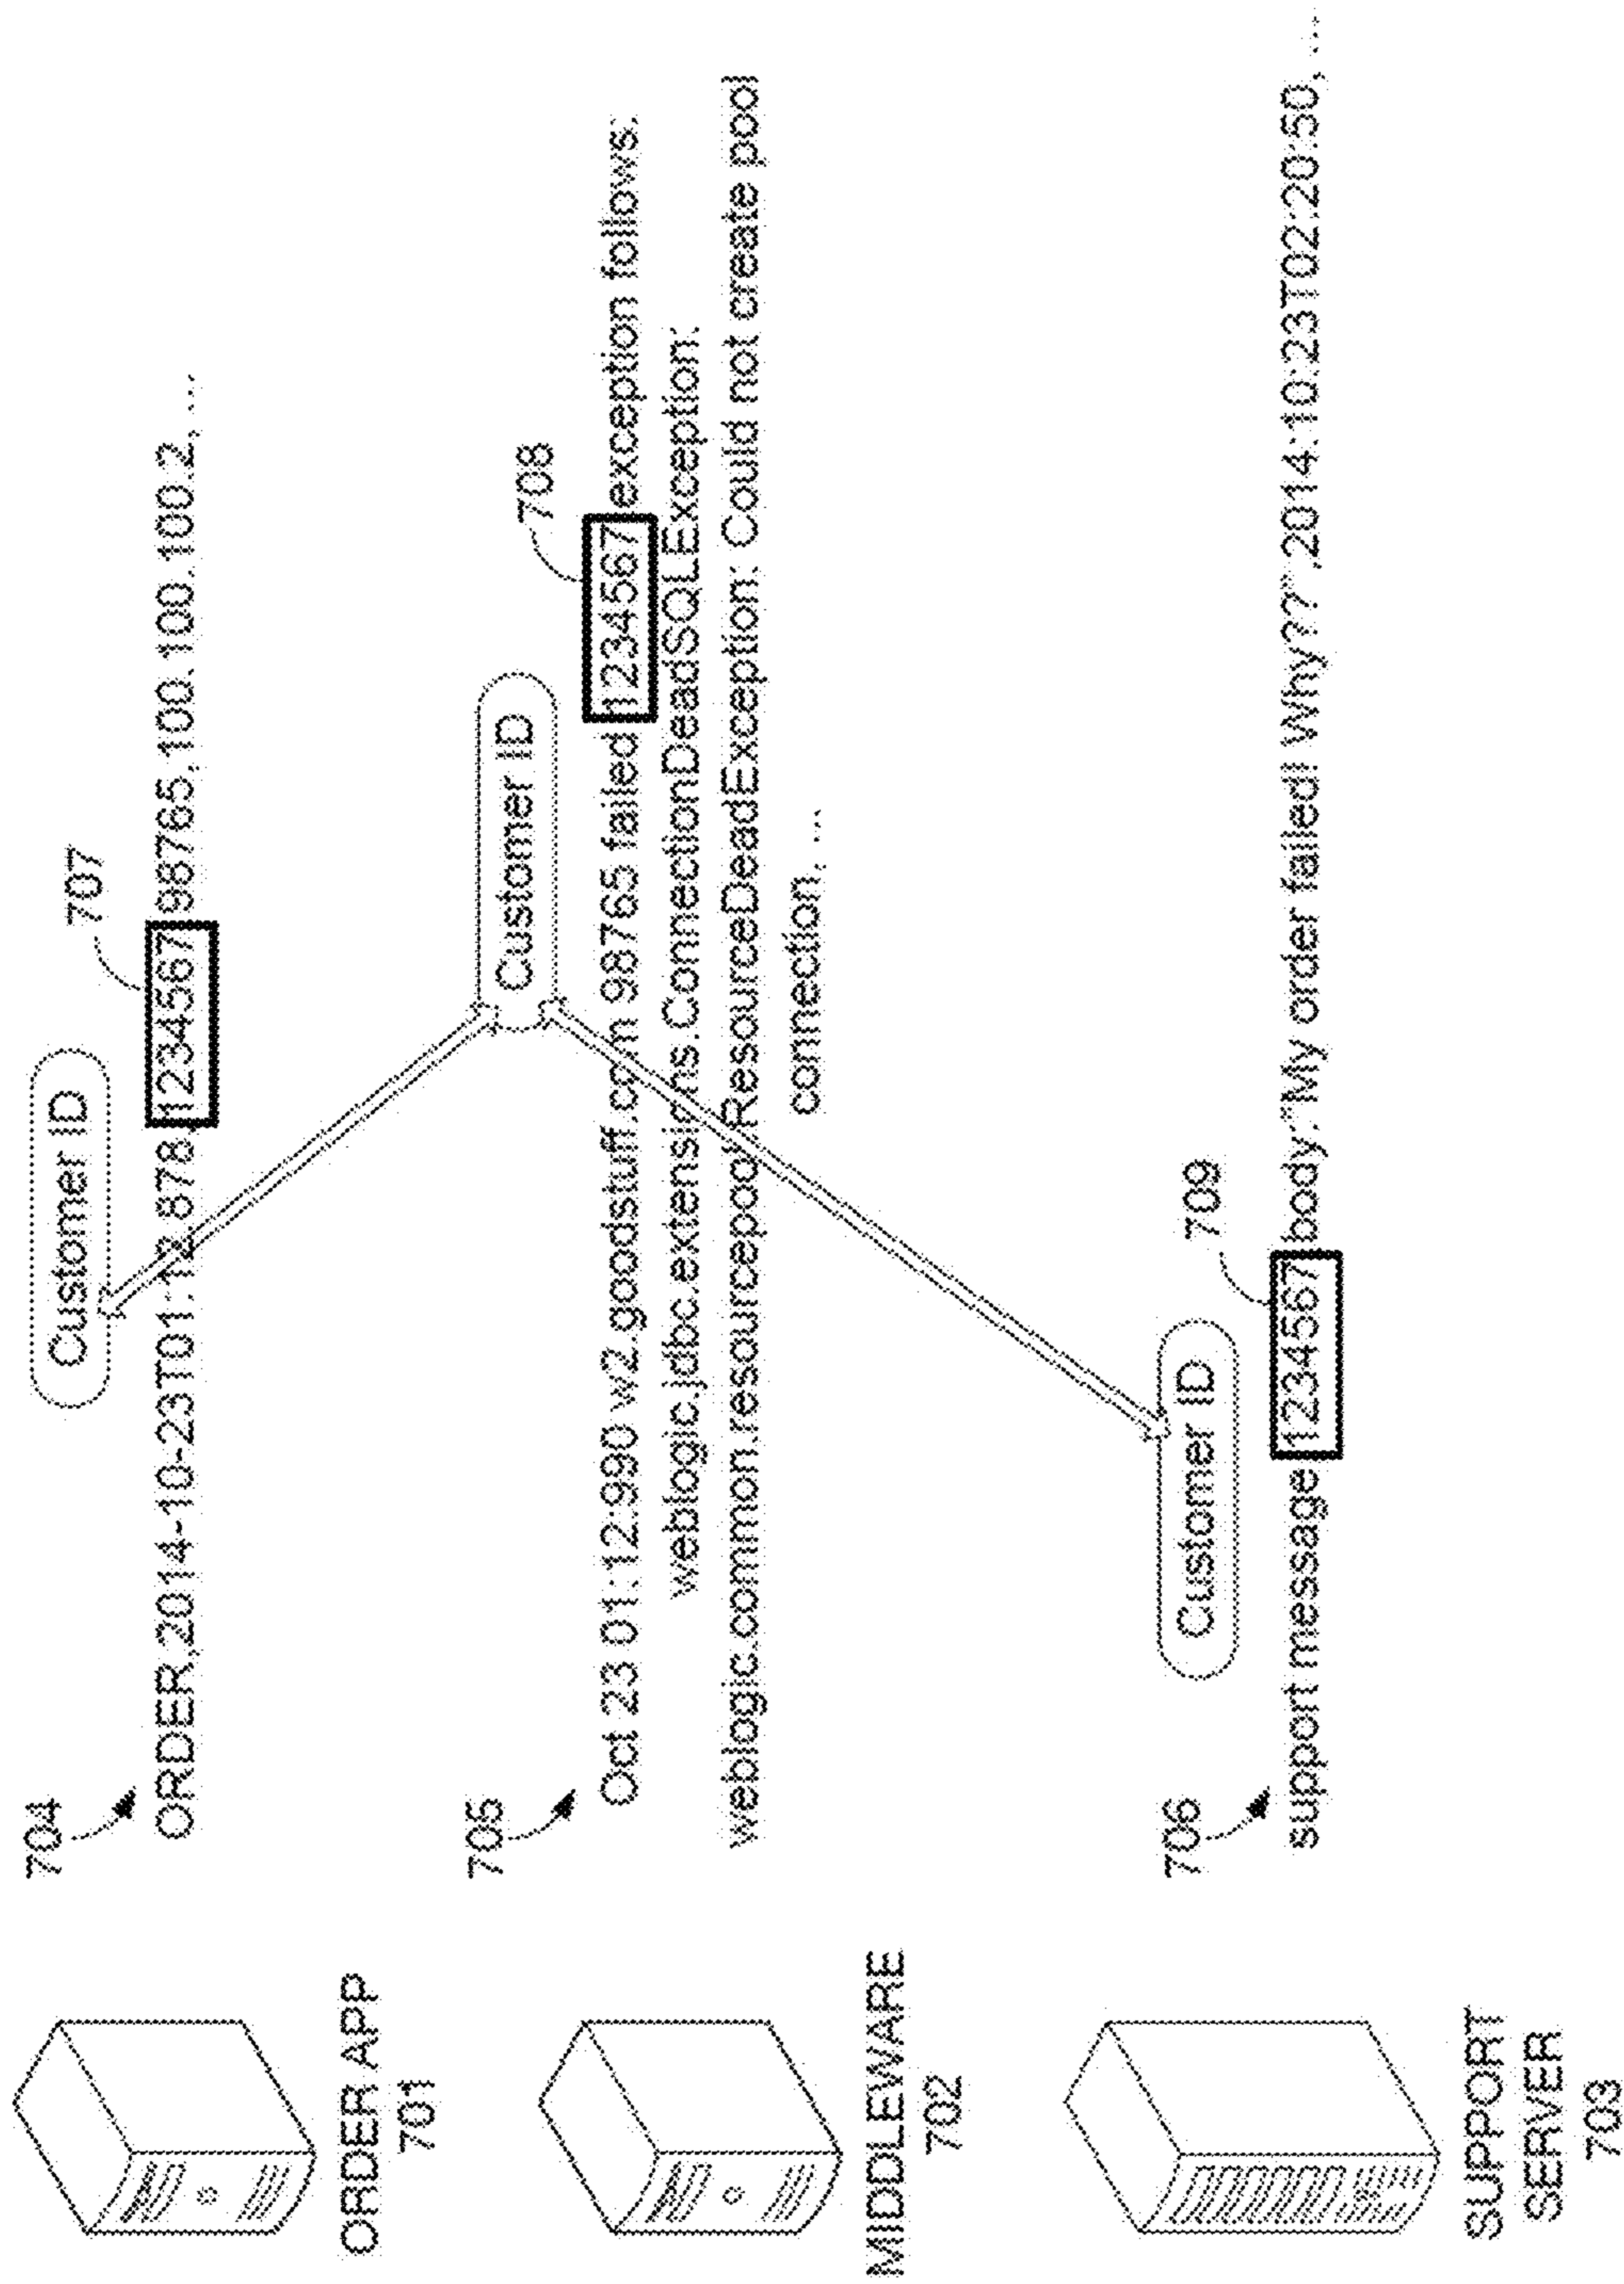 704
Customer ID
707
ORDER,2014-10-23T01:12.878,1234567,98765,100.100.100.2, ...
ORDER APP
701
705
Customer ID
708
Oct 23 01:12:990 w2.goodstuff.com 98765 failed 1234567 exception follows:
weblogic.jdbc.extensions.ConnectionDeadSQLException:
weblogic.common.resourcepool.ResourceDeadException: Could not create pool
connection, ...
MIDDLEWARE
702
706
Customer ID
709
support message 1234567 body:"My order failed! Why??",2014:10:23T02:20:50, ...
SUPPORT
SERVER
703